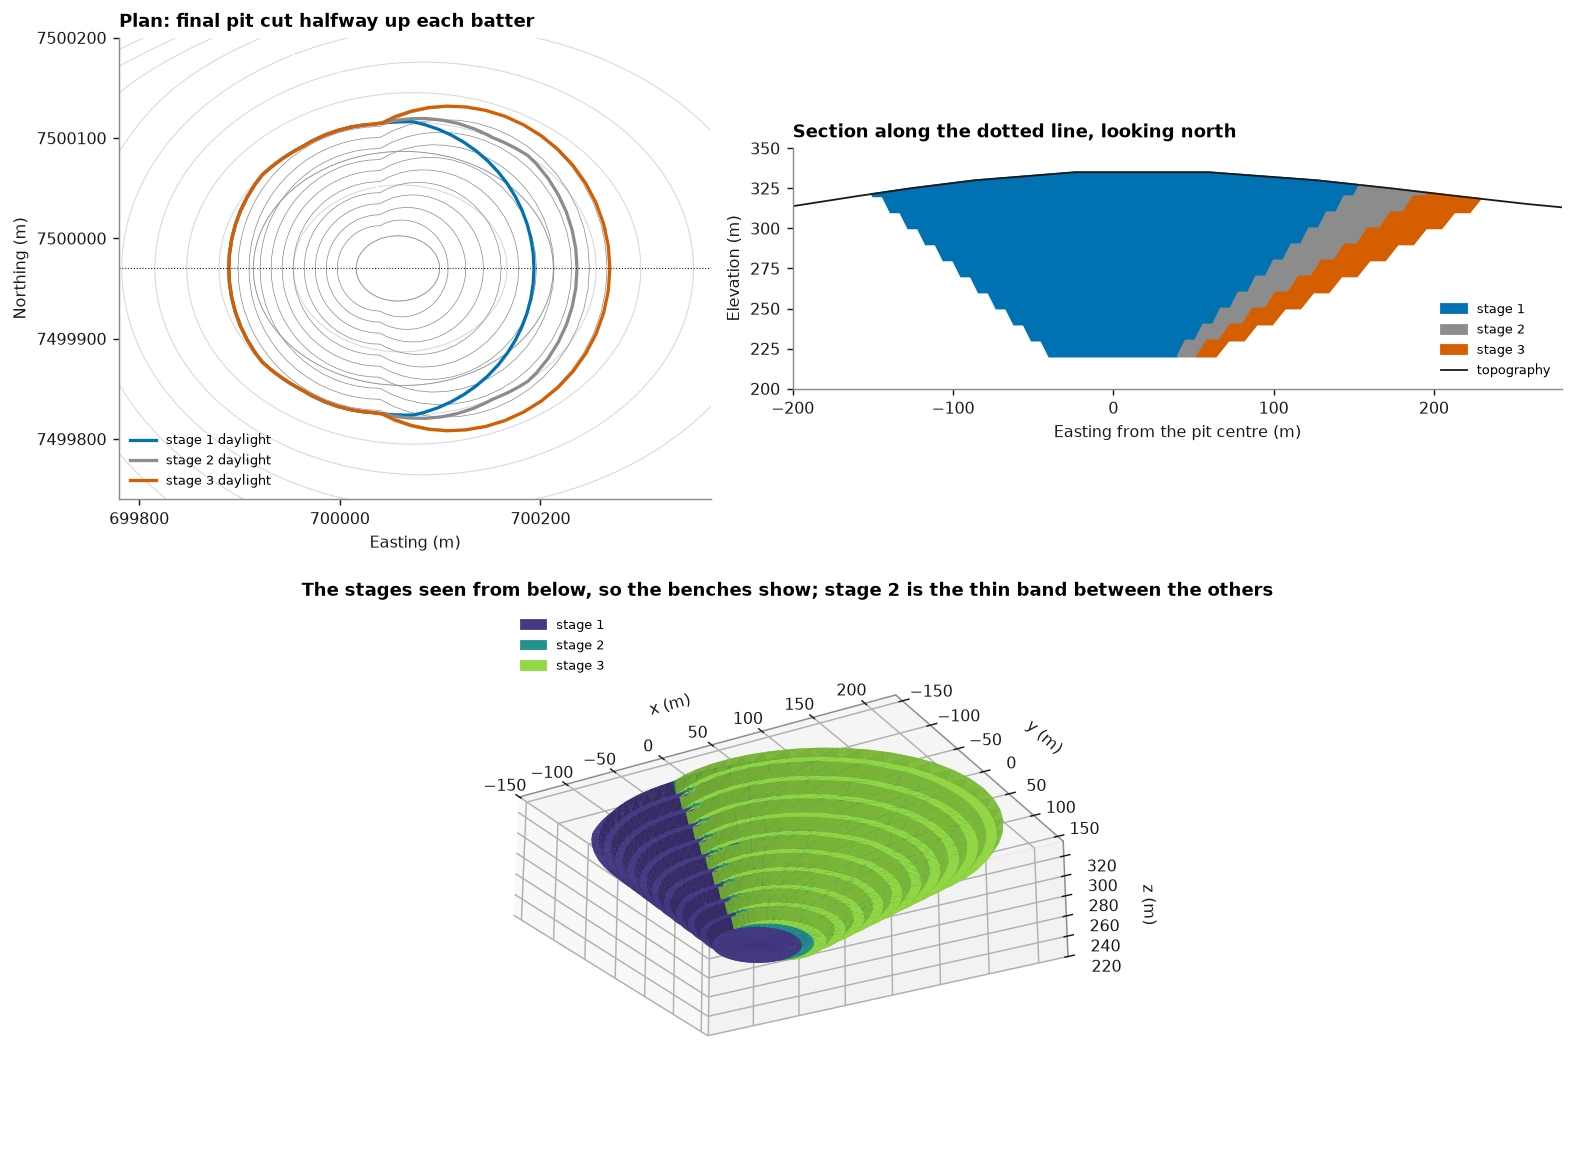 Plan: final pit cut halfway up each batter
7500200
7500100
7500000
7499900
7499800
Northing (m)
stage 1 daylight
stage 2 daylight
stage 3 daylight
699800
700000
700200
Easting (m)
Section along the dotted line, looking north
350
325
300
275
250
225
200
Elevation (m)
stage 1
stage 2
stage 3
topography
−200
−100
0
100
200
Easting from the pit centre (m)
The stages seen from below, so the benches show; stage 2 is the thin band between the others
stage 1
stage 2
stage 3
x (m)
−150
−100
−50
0
50
100
150
200
y (m)
−150
−100
−50
0
50
100
150
z (m)
320
300
280
260
240
220